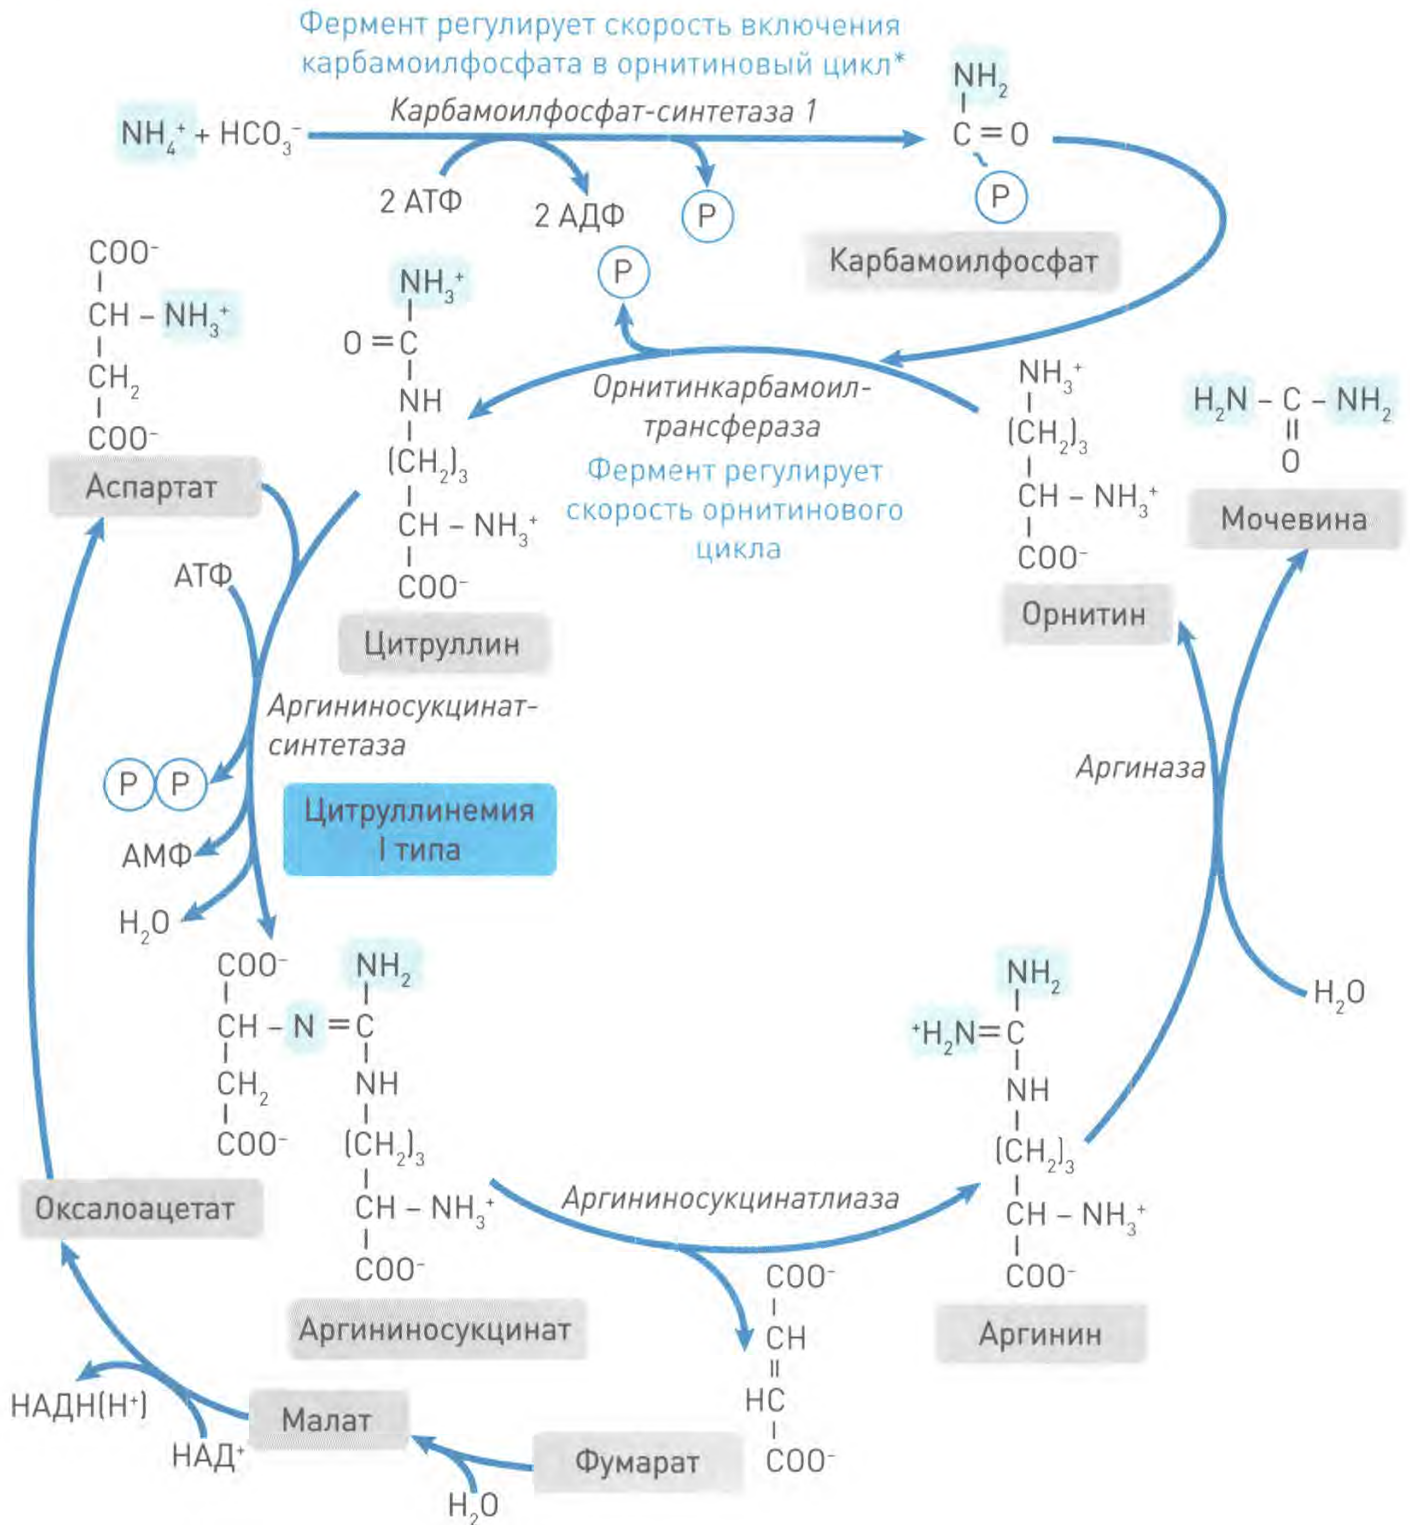 Фермент регулирует скорость включения
карбамоилфосфата в орнитиновый цикл*
Карбамоилфосфат-синтетаза 1
NH₄⁺ + HCO₃⁻
2 АТФ
2 АДФ
P
NH₂
C = O
P
Карбамоилфосфат
COO⁻
CH – NH₃⁺
CH₂
COO⁻
Аспартат
P
NH₃⁺
O = C
NH
(CH₂)₃
CH – NH₃⁺
COO⁻
Цитруллин
Орнитинкарбамоил-
трансфераза
Фермент регулирует
скорость орнитинового
цикла
NH₃⁺
(CH₂)₃
CH – NH₃⁺
COO⁻
Орнитин
H₂N – C – NH₂
O
Мочевина
АТФ
Аргининосукцинат-
синтетаза
P P
АМФ
H₂O
Цитруллинемия
I типа
Аргиназа
H₂O
COO⁻
CH – N = C
CH₂
COO⁻
NH₂
NH
(CH₂)₃
CH – NH₃⁺
COO⁻
Аргининосукцинат
Оксалоацетат
Аргининосукцинатлиаза
NH₂
⁺H₂N=C
NH
(CH₂)₃
CH – NH₃⁺
COO⁻
Аргинин
COO⁻
CH
HC
COO⁻
Фумарат
H₂O
Малат
НАД⁺
НАДН(Н⁺)